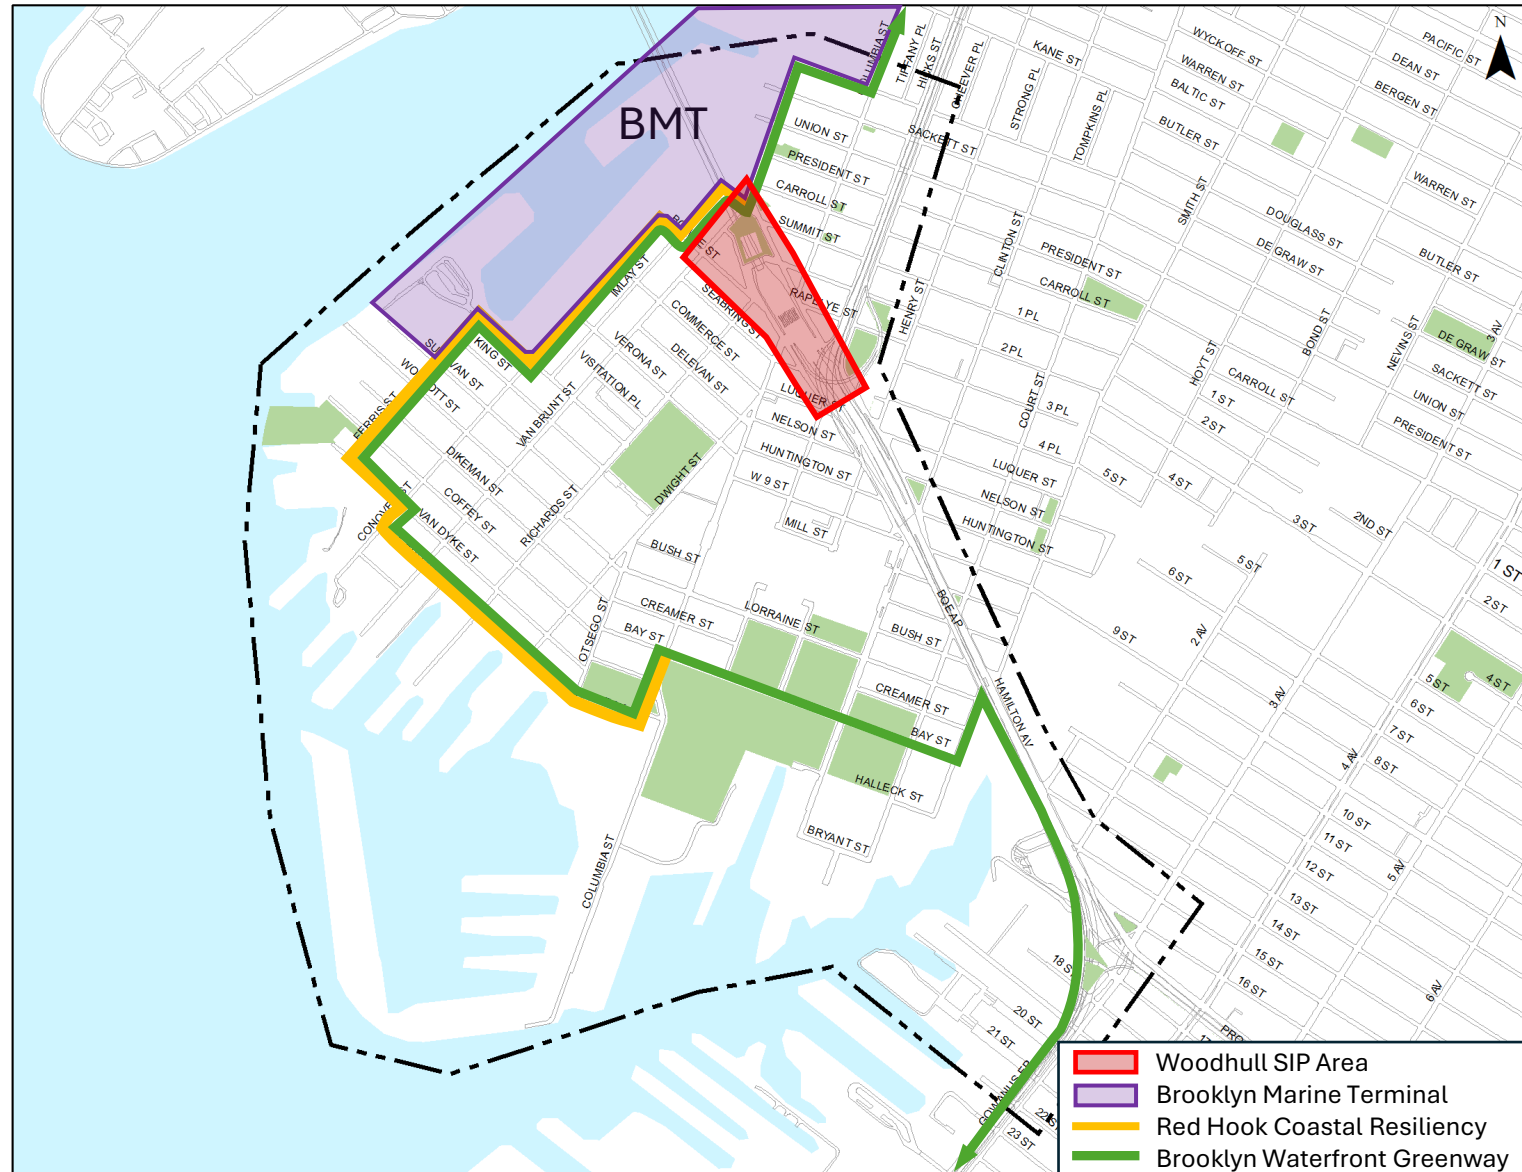 N
PACIFIC ST
WYCKOFF ST
KANE ST
DEAN ST
WARREN ST
BERGEN ST
BALTIC ST
COLUMBIA ST
TIFFANY PL
HICKS ST
CHEEVER PL
STRONG PL
TOMPKINS PL
BUTLER ST
BMT
UNION ST
SACKETT ST
PRESIDENT ST
CARROLL ST
SUMMIT ST
WARREN ST
SMITH ST
DOUGLASS ST
CLINTON ST
PRESIDENT ST
DE GRAW ST
BUTLER ST
IMLAY ST
SEABRING ST
RAPELYE ST
HENRY ST
CARROLL ST
1 PL
2 PL
BOND ST
NEVINS ST
3 AV
DE GRAW ST
COMMERCE ST
VERONA ST
DELEVAN ST
VISITATION PL
KING ST
SULLIVAN ST
WOLCOTT ST
FERRIS ST
VAN BRUNT ST
LUQUER ST
NELSON ST
HUNTINGTON ST
W 9 ST
MILL ST
DWIGHT ST
HOYT ST
CARROLL ST
SACKETT ST
UNION ST
PRESIDENT ST
COURT ST
3 PL
4 PL
1 ST
2 ST
LUQUER ST
NELSON ST
HUNTINGTON ST
5 ST
4 ST
3 ST
2ND ST
DIKEMAN ST
COFFEY ST
VAN DYKE ST
RICHARDS ST
BUSH ST
OTSEGO ST
CREAMER ST
BAY ST
LORRAINE ST
BUSH ST
CREAMER ST
BAY ST
HALLECK ST
BRYANT ST
COLUMBIA ST
HAMILTON AV
6 ST
5 ST
9 ST
2 AV
3 AV
4 AV
5 AV
6 AV
1 ST
2 ST
4 ST
5 ST
6 ST
7 ST
8 ST
10 ST
11 ST
12 ST
13 ST
14 ST
15 ST
16 ST
20 ST
21 ST
23 ST
Woodhull SIP Area
Brooklyn Marine Terminal
Red Hook Coastal Resiliency
Brooklyn Waterfront Greenway